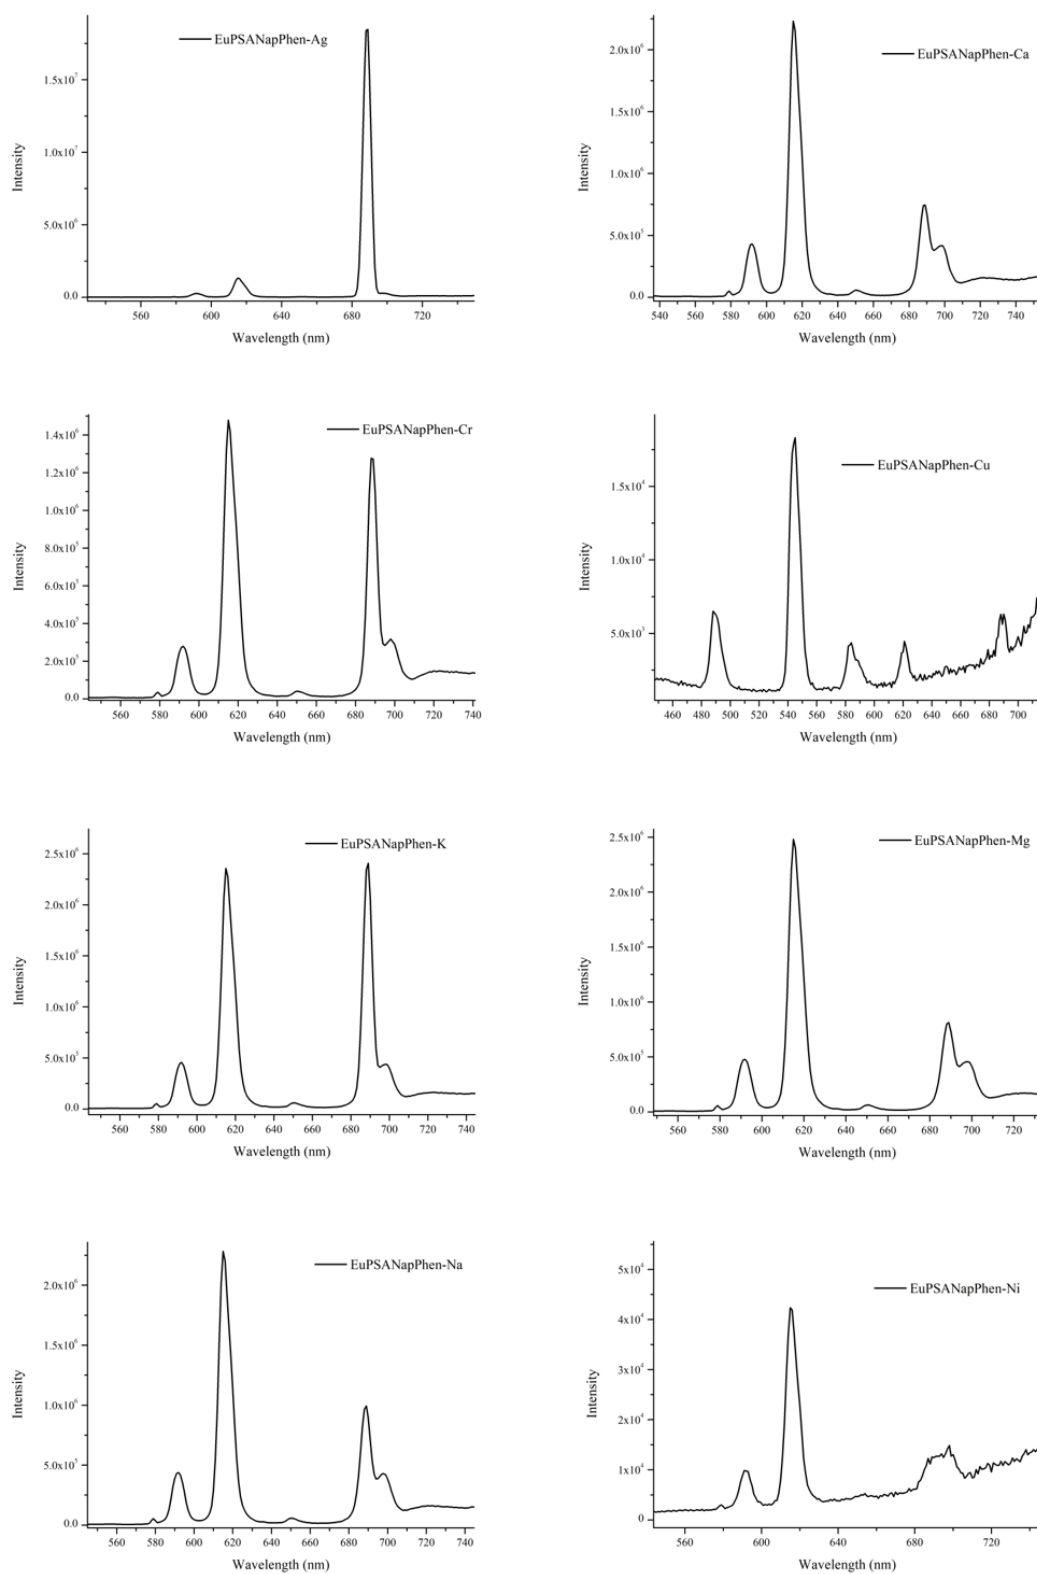 EuPSANapPhen-Ag
1.5x10⁷
1.0x10⁷
5.0x10⁶
0.0
Intensity
560 600 640 680 720
Wavelength (nm)
EuPSANapPhen-Ca
2.0x10⁶
1.5x10⁶
1.0x10⁶
5.0x10⁵
0.0
Intensity
540 560 580 600 620 640 660 680 700 720 740
Wavelength (nm)
EuPSANapPhen-Cr
1.4x10⁶
1.2x10⁶
1.0x10⁶
8.0x10⁵
6.0x10⁵
4.0x10⁵
2.0x10⁵
0.0
Intensity
560 580 600 620 640 660 680 700 720 740
Wavelength (nm)
EuPSANapPhen-Cu
1.5x10⁴
1.0x10⁴
5.0x10³
Intensity
460 480 500 520 540 560 580 600 620 640 660 680 700
Wavelength (nm)
EuPSANapPhen-K
2.5x10⁶
2.0x10⁶
1.5x10⁶
1.0x10⁶
5.0x10⁵
0.0
Intensity
560 580 600 620 640 660 680 700 720 740
Wavelength (nm)
EuPSANapPhen-Mg
2.5x10⁶
2.0x10⁶
1.5x10⁶
1.0x10⁶
5.0x10⁵
0.0
Intensity
560 580 600 620 640 660 680 700 720
Wavelength (nm)
EuPSANapPhen-Na
2.0x10⁶
1.5x10⁶
1.0x10⁶
5.0x10⁵
0.0
Intensity
560 580 600 620 640 660 680 700 720 740
Wavelength (nm)
EuPSANapPhen-Ni
5x10⁴
4x10⁴
3x10⁴
2x10⁴
1x10⁴
0
Intensity
560 600 640 680 720
Wavelength (nm)